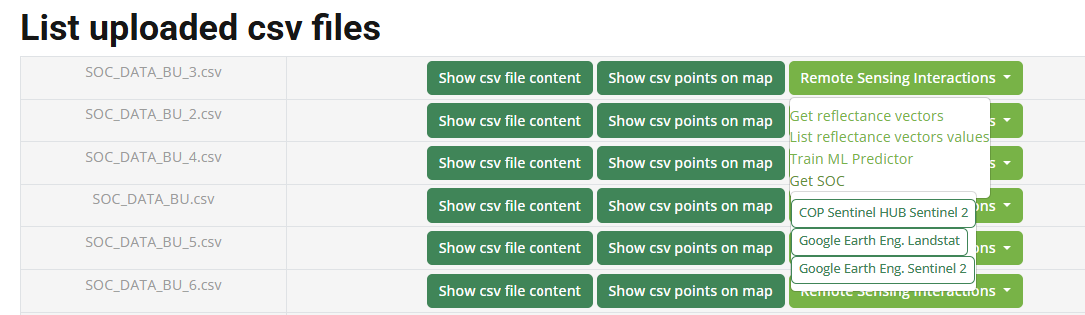 List uploaded csv files
SOC_DATA_BU_3.csv Show csv file content Show csv points on map Remote Sensing Interactions
SOC_DATA_BU_2.csv Show csv file content Show csv points on map
Get reflectance vectors
List reflectance vectors values
SOC_DATA_BU_4.csv Show csv file content Show csv points on map
Train ML Predictor
Get SOC
SOC_DATA_BU.csv Show csv file content Show csv points on map
COP Sentinel HUB Sentinel 2
SOC_DATA_BU_5.csv Show csv file content Show csv points on map
Google Earth Eng. Landstat
Google Earth Eng. Sentinel 2
SOC_DATA_BU_6.csv Show csv file content Show csv points on map Remote Sensing Interactions